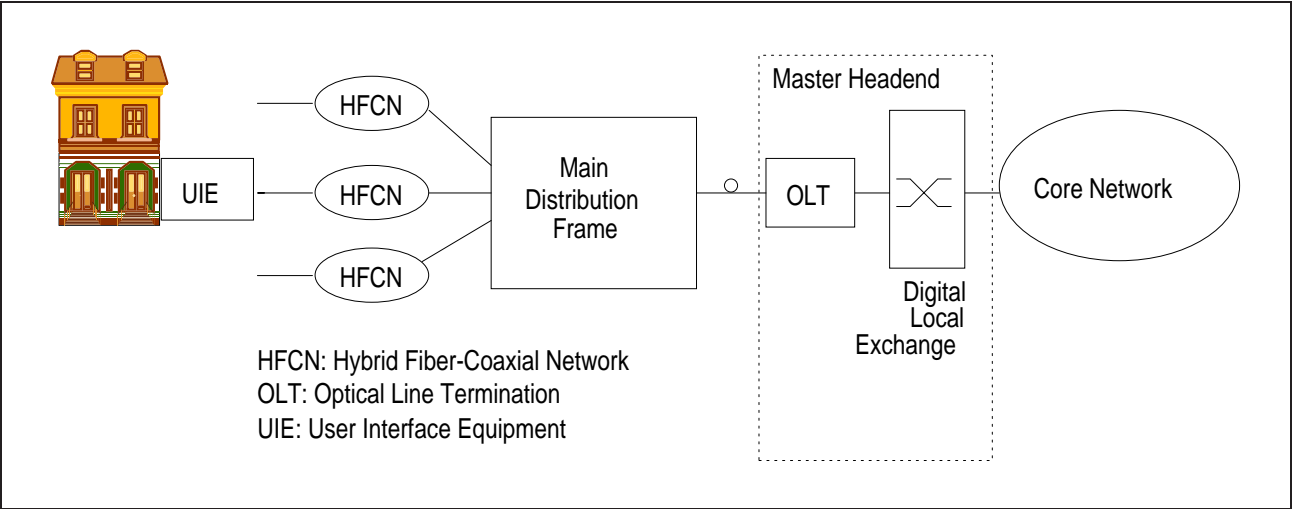 Master Headend
HFCN
UIE
HFCN
HFCN
Main
Distribution
Frame
OLT
Core Network
Digital
Local
Exchange
HFCN: Hybrid Fiber-Coaxial Network
OLT: Optical Line Termination
UIE: User Interface Equipment